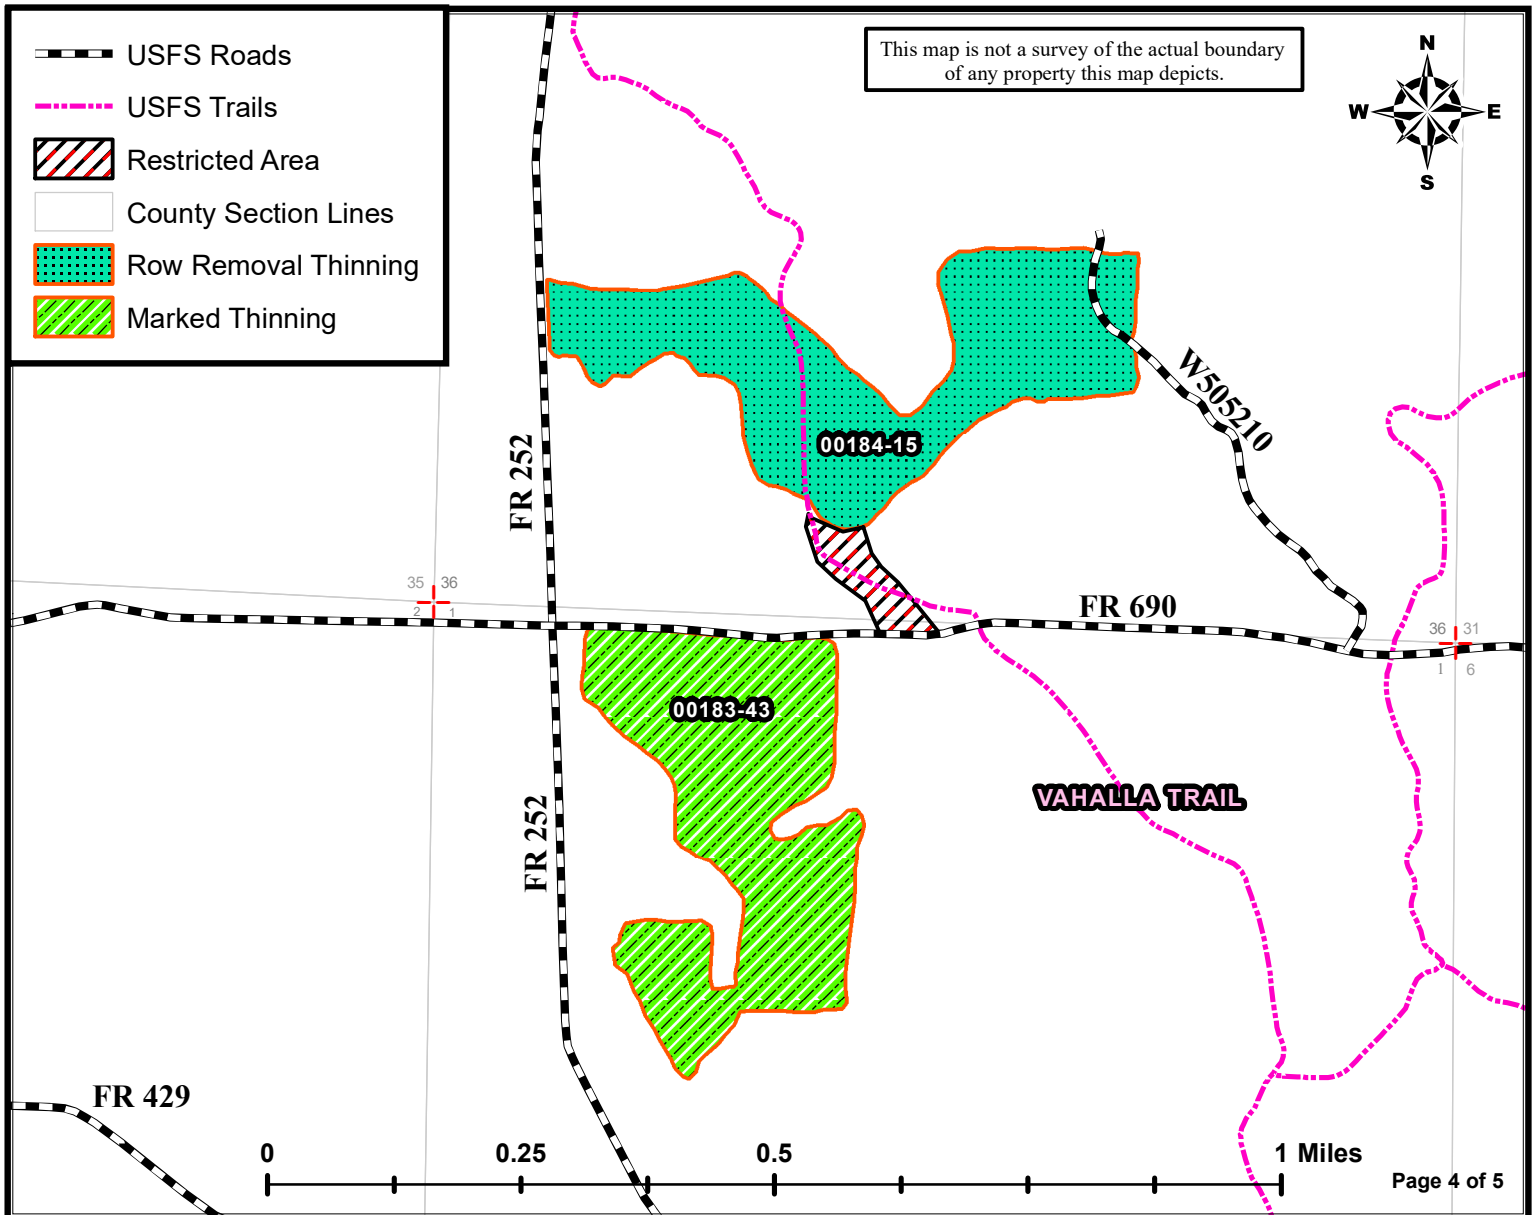 USFS Roads
USFS Trails
Restricted Area
County Section Lines
Row Removal Thinning
Marked Thinning
This map is not a survey of the actual boundary
of any property this map depicts.
N
W E
S
W505210
00184-15
FR 252
35 36
2 1
FR 690
36 31
1 6
00183-43
VAHALLA TRAIL
FR 252
FR 429
0 0.25 0.5 1 Miles
Page 4 of 5